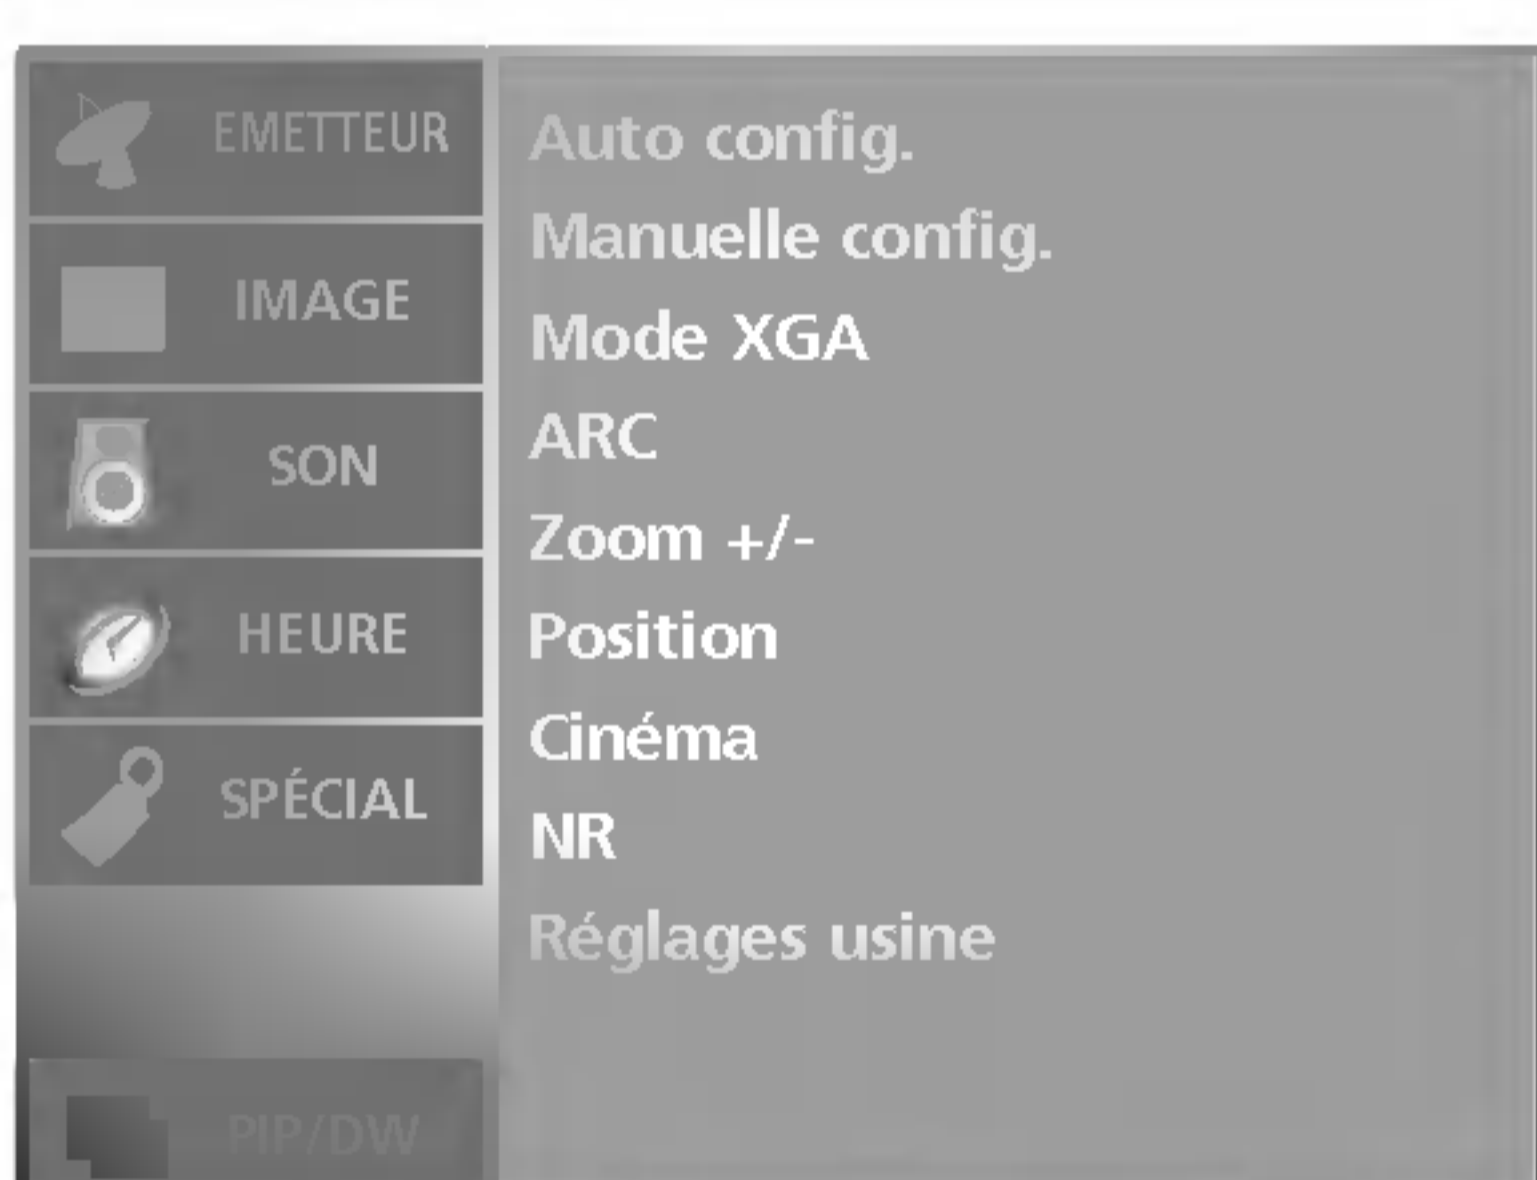 EMETTEUR
IMAGE
SON
HEURE
SPÉCIAL
PIP/DW
Auto config.
Manuelle config.
Mode XGA
ARC
Zoom +/-
Position
Cinéma
NR
Réglages usine